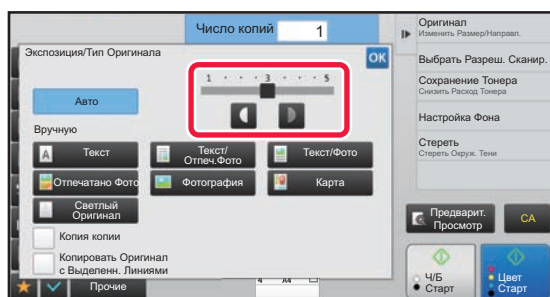 Число копий 1
Экспозиция/Тип Оригинала
OK
1 · · · 3 · · · 5
Авто
Вручную
A Текст
Текст/
Отпеч.Фото
Текст/Фото
Отпечатано Фото
Фотография
Карта
Светлый
Оригинал
Копия копии
Копировать Оригинал
с Выделенн. Линиями
Прочие
A4
Оригинал
Изменить Размер/Направл.
Выбрать Разреш. Сканир.
Сохранение Тонера
Снизить Расход Тонера
Настройка Фона
Стереть
Стереть Окруж. Тени
Предварит.
Просмотр
CA
Ч/Б
Старт
Цвет
Старт